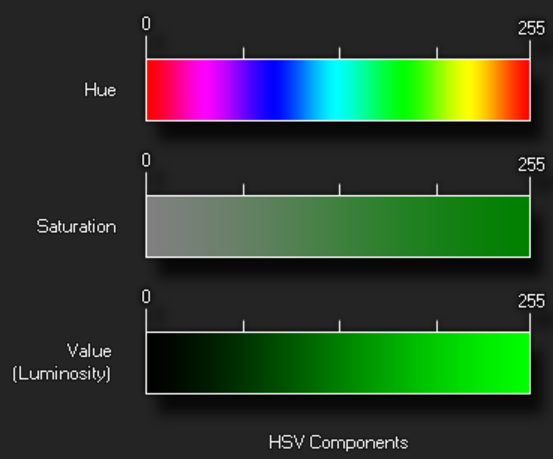 0
255
Hue
0
255
Saturation
0
255
Value
(Luminosity)
HSV Components